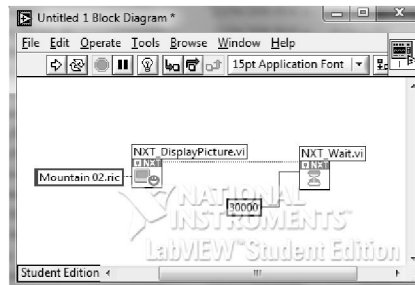 Untitled 1 Block Diagram *
File Edit Operate Tools Browse Window Help
15pt Application Font
NXT_DisplayPicture.vi
NXT_Wait.vi
NXT
NXT
Mountain 02.ric
30000
NATIONAL
INSTRUMENTS
LabVIEW™ Student Edition
Student Edition